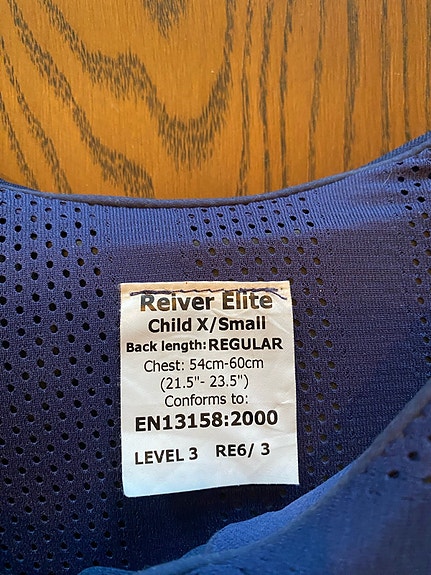 Reiver Elite
Child X/Small
Back length: REGULAR
Chest: 54cm-60cm
(21.5"- 23.5")
Conforms to:
EN13158:2000
LEVEL 3 RE6/ 3